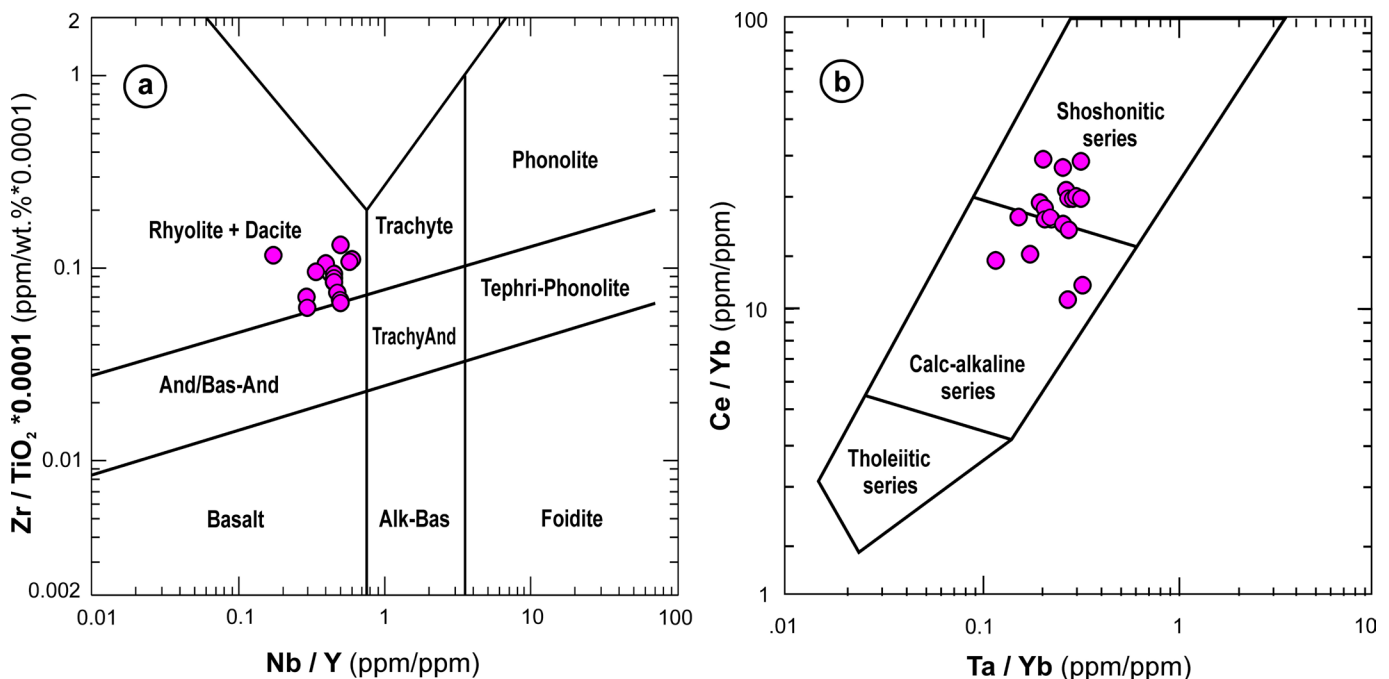 a
Zr / TiO₂ *0.0001 (ppm/wt.%*0.0001)
2
1
0.1
0.01
0.002
Rhyolite + Dacite
Trachyte
Phonolite
Tephri-Phonolite
TrachyAnd
And/Bas-And
Basalt
Alk-Bas
Foidite
0.01
0.1
1
10
100
Nb / Y (ppm/ppm)
b
Ce / Yb (ppm/ppm)
100
10
1
Shoshonitic
series
Calc-alkaline
series
Tholeiitic
series
.01
0.1
1
10
Ta / Yb (ppm/ppm)